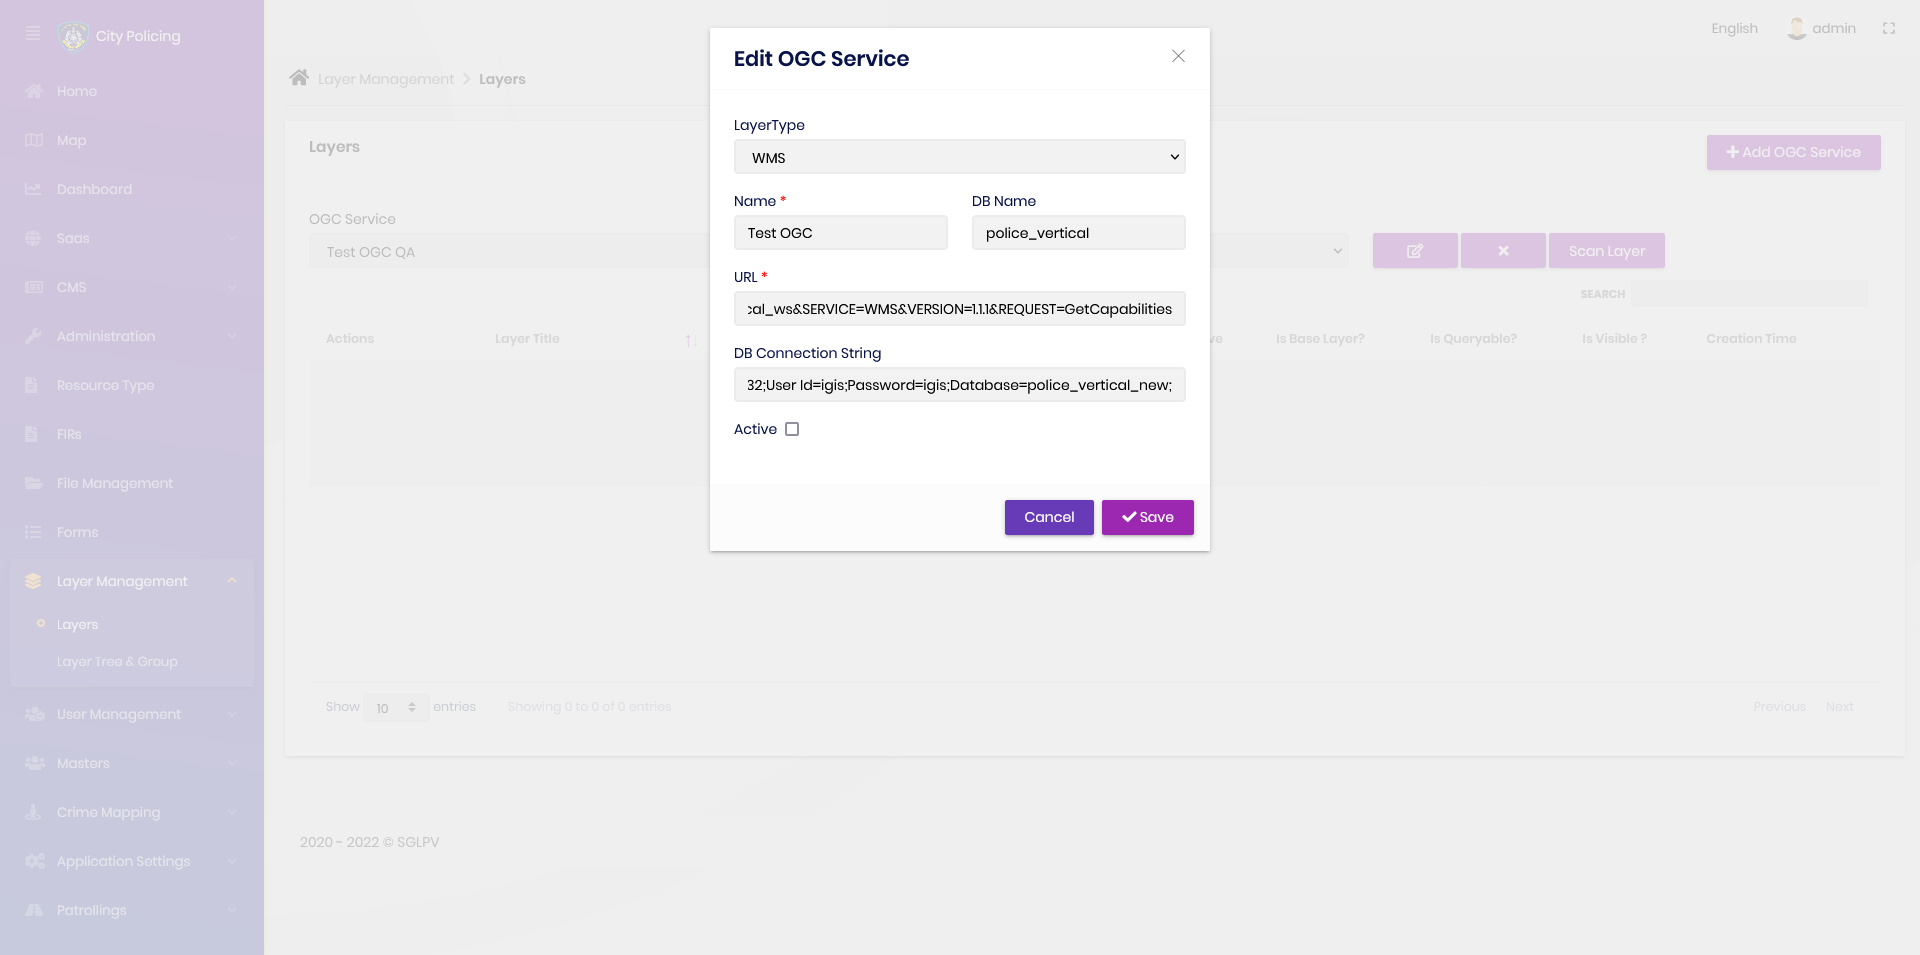 City Policing
Home
Map
Dashboard
Saas
CMS
Administration
Resource Type
FIRs
File Management
Forms
Layer Management
Layers
Layer Tree & Group
User Management
Masters
Crime Mapping
Application Settings
Patrollings
English
admin
Layer Management
Layers
Layers
Add OGC Service
OGC Service
Test OGC QA
Scan Layer
SEARCH
Actions
Layer Title
ve
Is Base Layer?
Is Queryable?
Is Visible ?
Creation Time
Show 10 entries
Showing 0 to 0 of 0 entries
Previous
Next
2020 - 2022 © SGLPV
Edit OGC Service
LayerType
WMS
Name *
DB Name
Test OGC
police_vertical
URL *
cal_ws&SERVICE=WMS&VERSION=1.1.1&REQUEST=GetCapabilities
DB Connection String
32;User Id=igis;Password=igis;Database=police_vertical_new;
Active
Cancel
Save